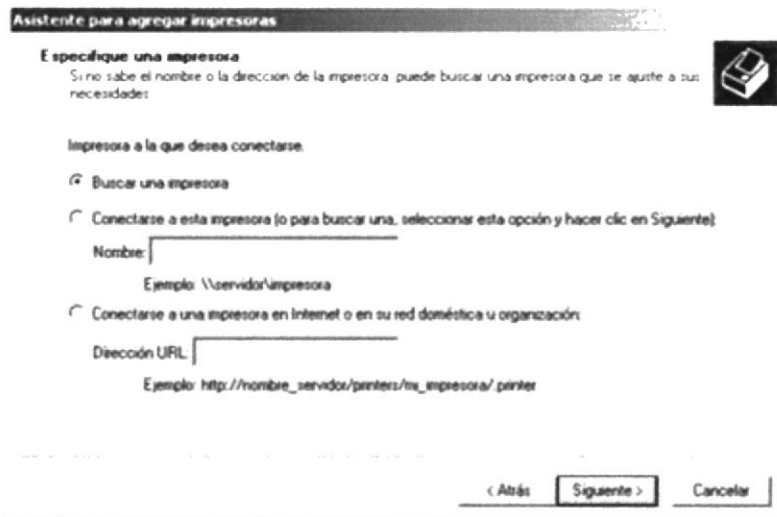 Asistente para agregar impresoras
Especifique una impresora
Si no sabe el nombre o la dirección de la impresora puede buscar una impresora que se ajuste a sus
necesidades
Impresora a la que desea conectarse.
Buscar una impresora
Conectarse a esta impresora (o para buscar una, seleccionar esta opción y hacer clic en Siguiente):
Nombre:
Ejemplo: \\servidor\impresora
Conectarse a una impresora en Internet o en su red doméstica u organización:
Dirección URL:
Ejemplo: http://nombre_servidor/printers/mi_impresora/.printer
< Atrás
Siguiente >
Cancelar